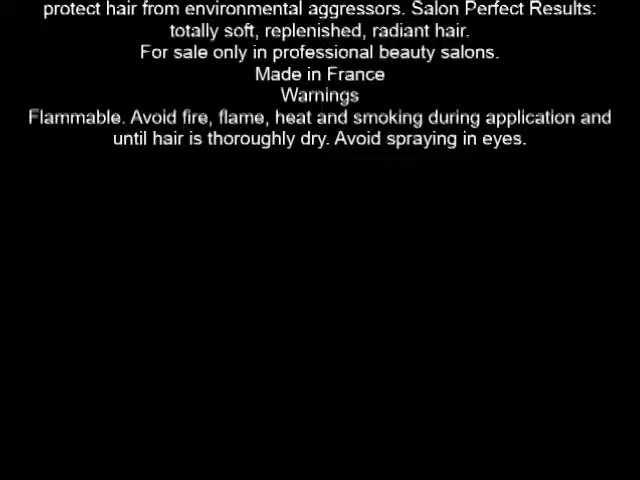 protect hair from environmental aggressors. Salon Perfect Results:
totally soft, replenished, radiant hair.
For sale only in professional beauty salons.
Made in France
Warnings
Flammable. Avoid fire, flame, heat and smoking during application and
until hair is thoroughly dry. Avoid spraying in eyes.